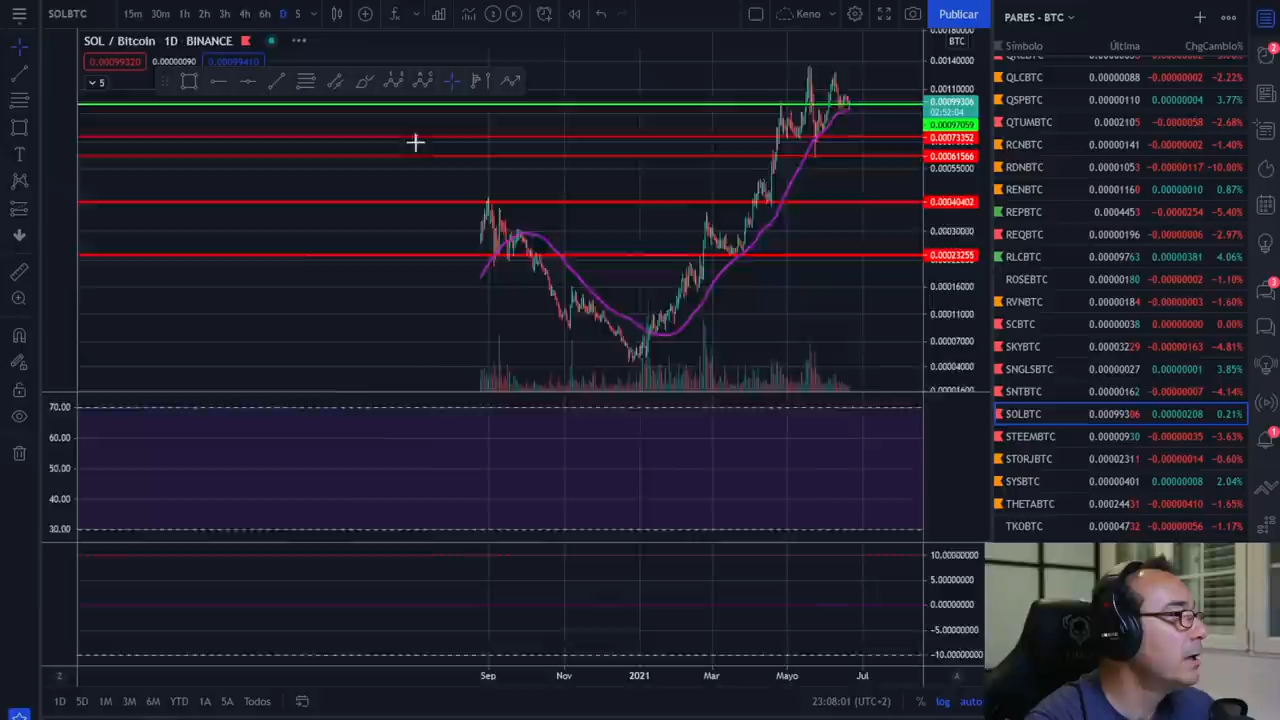 SOLBTC
15m 30m 1h 2h 3h 4h 6h D S
Keno
Publicar
PARES - BTC
SOL / Bitcoin 1D BINANCE
0.00099320 0.00000090 0.00099410
5
BTC
0.00180000
0.00140000
0.00110000
0.00099306
02:52:04
0.00097059
0.00073352
0.00061566
0.00055000
0.00040402
0.00030000
0.00023255
0.00016000
0.00011000
0.00007000
0.00004000
70.00
60.00
50.00
40.00
30.00
10.00000000
5.00000000
0.00000000
-5.00000000
-10.00000000
Sep Nov 2021 Mar Mayo Jul
Z
A
1D 5D 1M 3M 6M YTD 1A 5A Todos
23:08:01 (UTC+2) % log auto
Símbolo Última Chg Cambio%
QLCBTC 0.00000088 -0.00000002 -2.22%
QSPBTC 0.00000110 0.00000004 3.77%
QTUMBTC 0.0002105 -0.0000058 -2.68%
RCNBTC 0.00000141 -0.00000002 -1.40%
RDNBTC 0.00001053 -0.00000117 -10.00%
RENBTC 0.00001160 0.00000010 0.87%
REPBTC 0.0004453 -0.0000254 -5.40%
REQBTC 0.00000196 -0.00000006 -2.97%
RLCBTC 0.00009763 0.00000381 4.06%
ROSEBTC 0.00000180 -0.00000002 -1.10%
RVNBTC 0.00000184 -0.00000003 -1.60%
SCBTC 0.00000038 0.00000000 0.00%
SKYBTC 0.00003229 -0.00000163 -4.81%
SNGLSBTC 0.00000027 0.00000001 3.85%
SNTBTC 0.00000162 -0.00000007 -4.14%
SOLBTC 0.00099306 0.00000208 0.21%
STEEMBTC 0.00000930 -0.00000035 -3.63%
STORJBTC 0.00002311 -0.00000014 -0.60%
SYSBTC 0.00000401 0.00000008 2.04%
THETABTC 0.00024431 -0.00000410 -1.65%
TKOBTC 0.00004732 -0.00000056 -1.17%